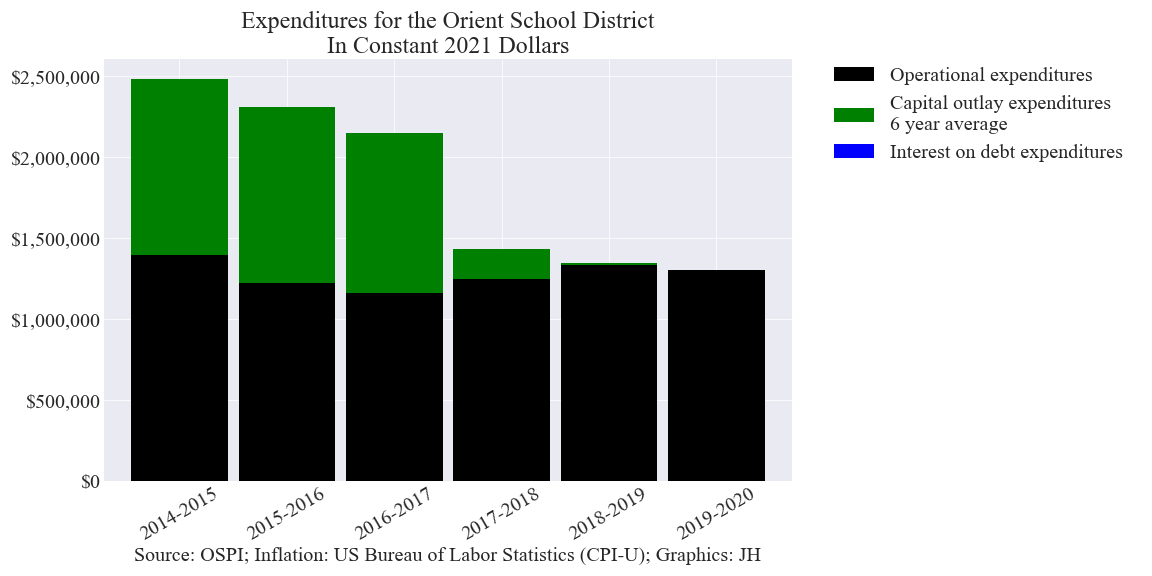 Expenditures for the Orient School District
In Constant 2021 Dollars
$2,500,000
$2,000,000
$1,500,000
$1,000,000
$500,000
$0
2014-2015
2015-2016
2016-2017
2017-2018
2018-2019
2019-2020
Source: OSPI; Inflation: US Bureau of Labor Statistics (CPI-U); Graphics: JH
Operational expenditures
Capital outlay expenditures
6 year average
Interest on debt expenditures